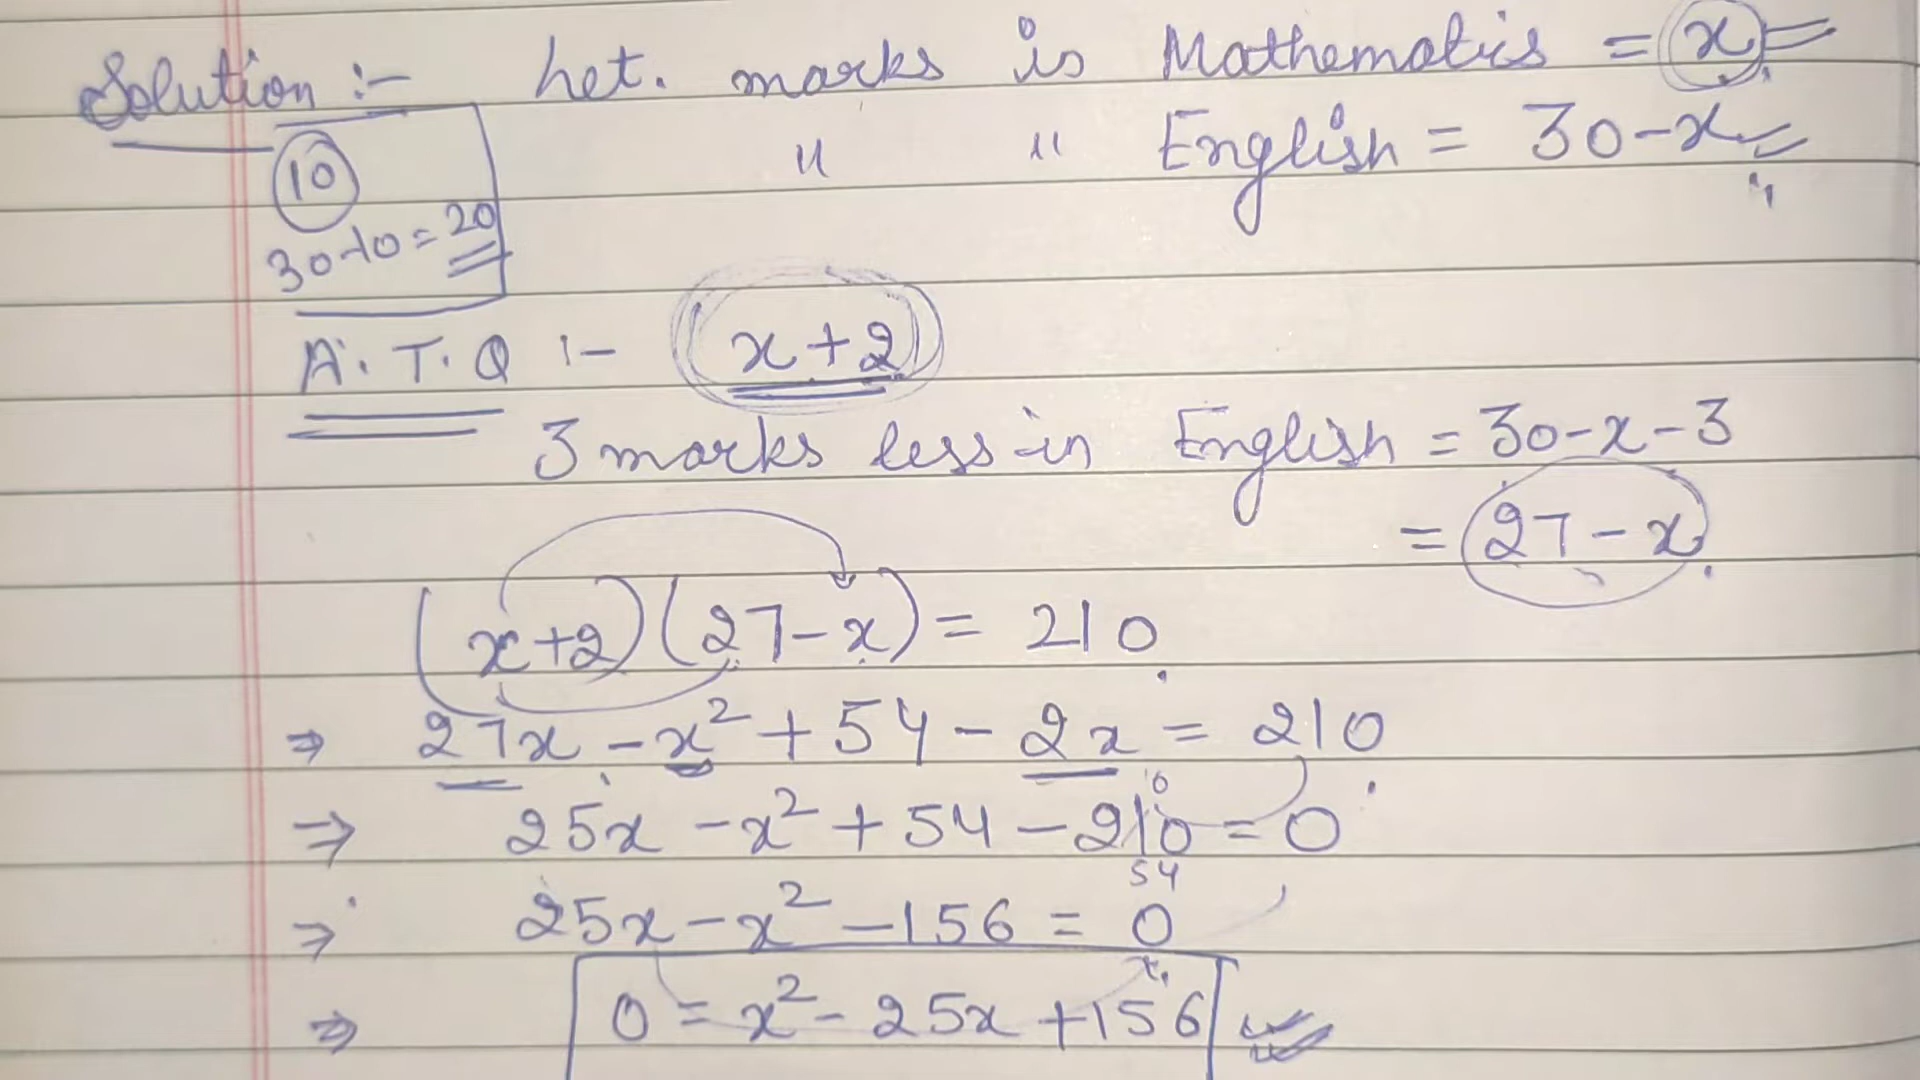 Solution :- Let. marks is Mathematics = x
" " English = 30-x
10
30-10=20
A.T.Q :- x+2
3 marks less in English = 30-x-3
= 27-x
(x+2)(27-x) = 210
⇒ 27x - x² + 54 - 2x = 210
⇒ 25x - x² + 54 - 210 = 0
54
⇒ 25x - x² - 156 = 0
⇒ 0 = x² - 25x + 156